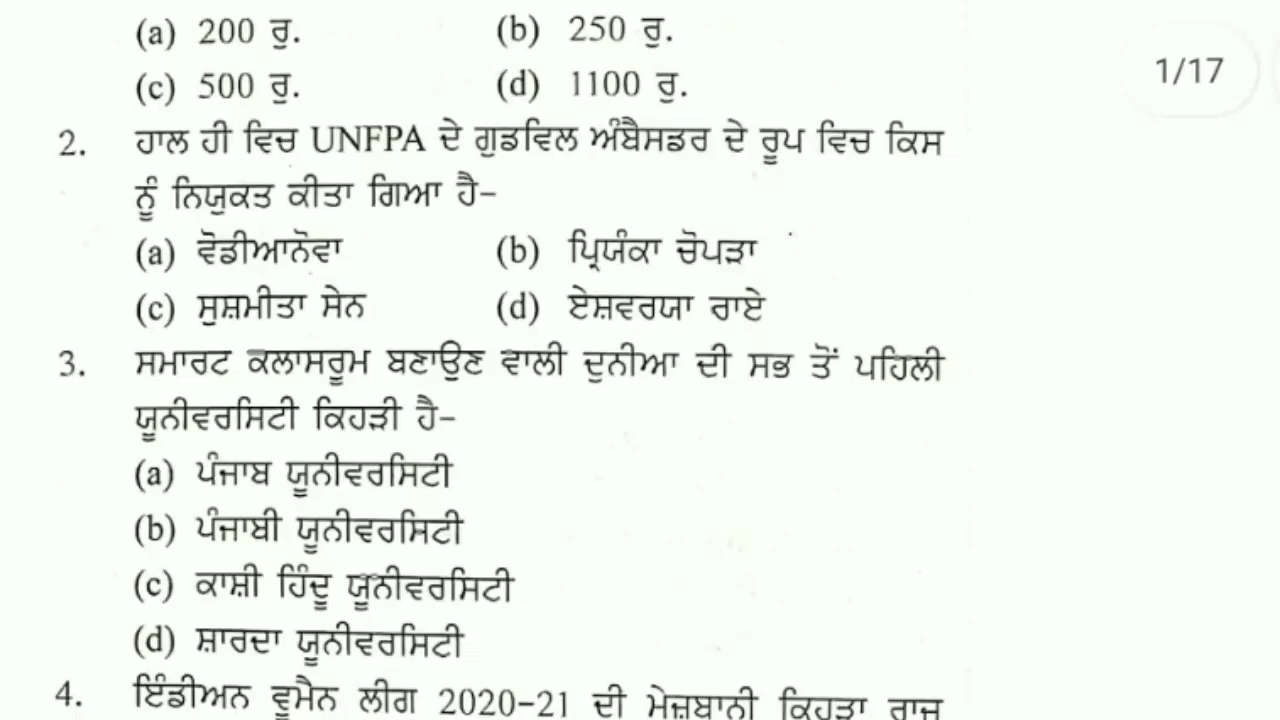 (a) 200 ਰੁ. (b) 250 ਰੁ.
1/17
(c) 500 ਰੁ. (d) 1100 ਰੁ.
2. ਹਾਲ ਹੀ ਵਿਚ UNFPA ਦੇ ਗੁਡਵਿਲ ਅੰਬੈਸਡਰ ਦੇ ਰੂਪ ਵਿਚ ਕਿਸ
ਨੂੰ ਨਿਯੁਕਤ ਕੀਤਾ ਗਿਆ ਹੈ–
(a) ਵੋਡੀਆਨੋਵਾ (b) ਪ੍ਰਿਯੰਕਾ ਚੋਪੜਾ
(c) ਸੁਸ਼ਮੀਤਾ ਸੇਨ (d) ਏਸ਼ਵਰਯਾ ਰਾਏ
3. ਸਮਾਰਟ ਕਲਾਸਰੂਮ ਬਣਾਉਣ ਵਾਲੀ ਦੁਨੀਆ ਦੀ ਸਭ ਤੋਂ ਪਹਿਲੀ
ਯੂਨੀਵਰਸਿਟੀ ਕਿਹੜੀ ਹੈ–
(a) ਪੰਜਾਬ ਯੂਨੀਵਰਸਿਟੀ
(b) ਪੰਜਾਬੀ ਯੂਨੀਵਰਸਿਟੀ
(c) ਕਾਸ਼ੀ ਹਿੰਦੂ ਯੂਨੀਵਰਸਿਟੀ
(d) ਸ਼ਾਰਦਾ ਯੂਨੀਵਰਸਿਟੀ
4. ਇੰਡੀਅਨ ਵੂਮੈਨ ਲੀਗ 2020–21 ਦੀ ਮੇਜ਼ਬਾਨੀ ਕਿਹੜਾ ਰਾਜ